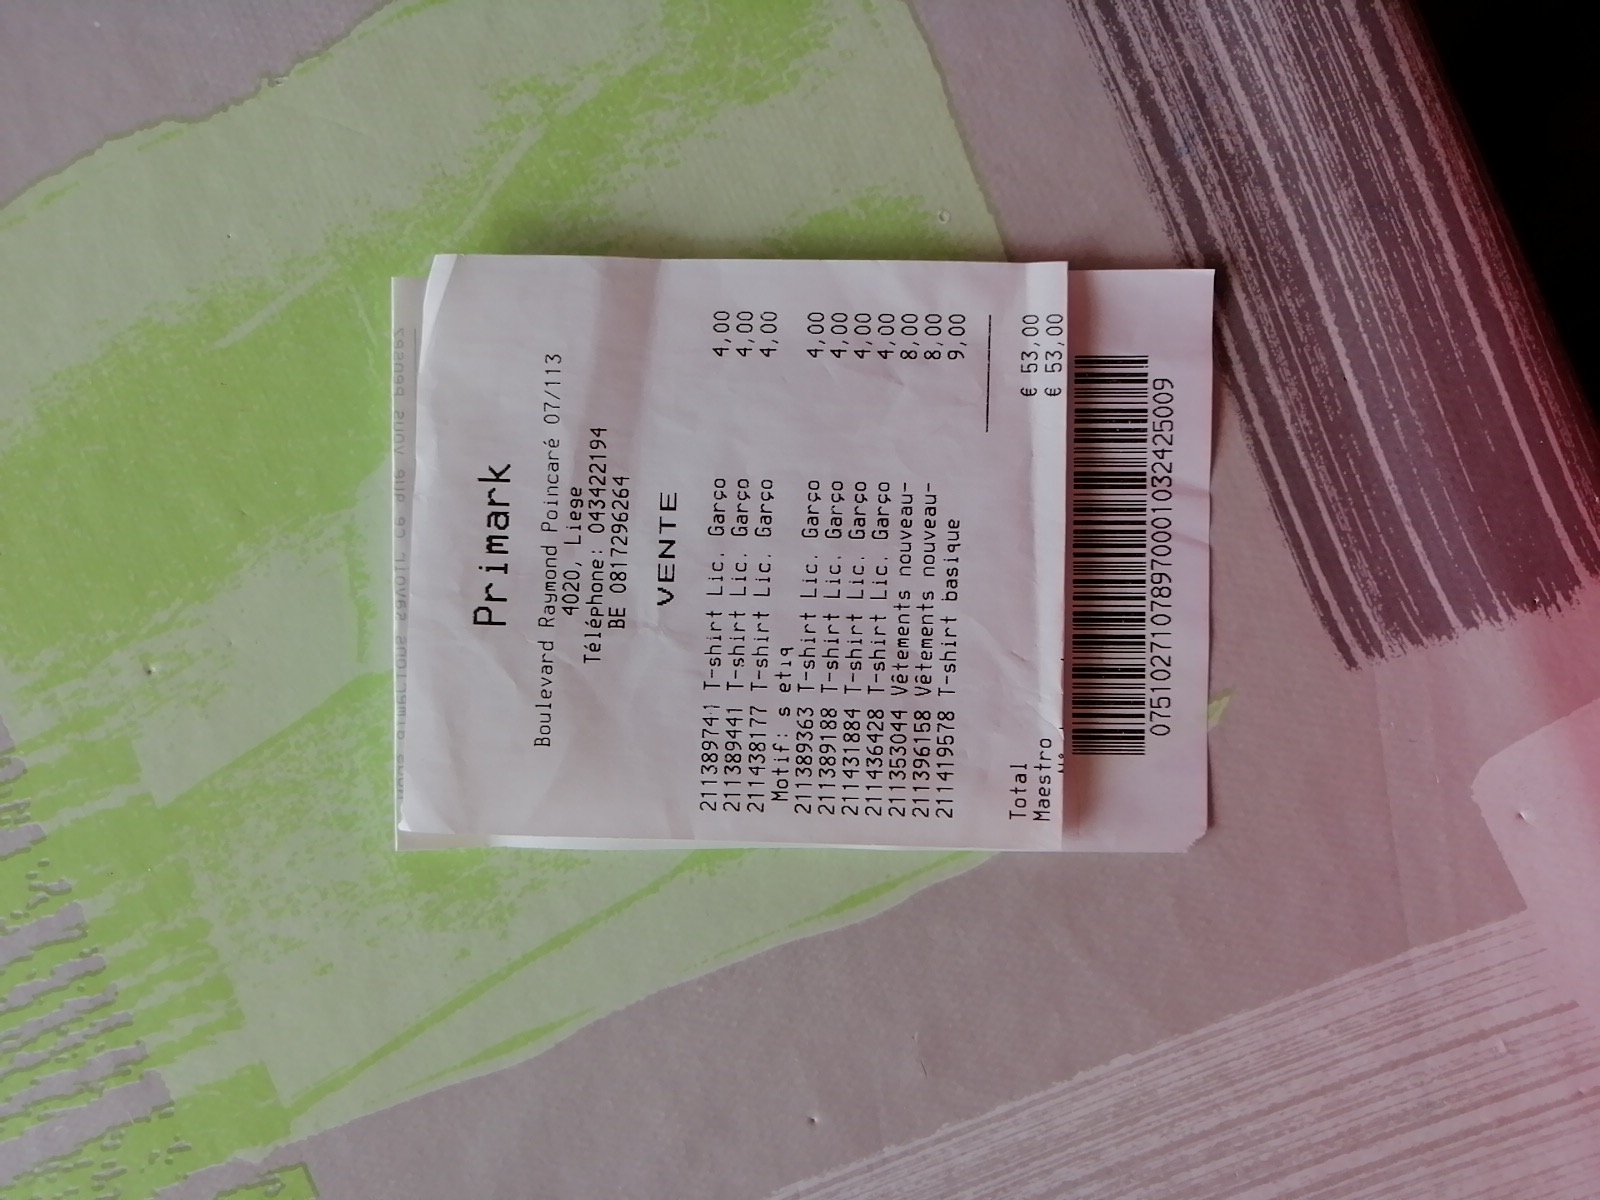 Primark
Boulevard Raymond Poincaré 07/113
4020, Liege
Téléphone: 043422194
BE 0817296264
VENTE
211389741 T-shirt Lic. Garço 4,00
211389441 T-shirt Lic. Garço 4,00
211438177 T-shirt Lic. Garço 4,00
Motif: s etiq
211389363 T-shirt Lic. Garço 4,00
211389188 T-shirt Lic. Garço 4,00
211431884 T-shirt Lic. Garço 4,00
211436428 T-shirt Lic. Garço 4,00
211353044 Vêtements nouveau- 8,00
211396158 Vêtements nouveau- 8,00
211419578 T-shirt basique 9,00
Total € 53,00
Maestro € 53,00
07510271078970001032425009